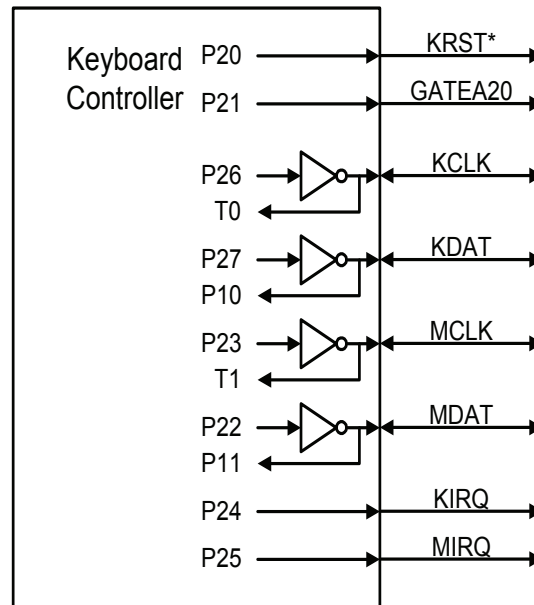 Keyboard
Controller
P20
KRST*
P21
GATEA20
P26
KCLK
T0
P27
KDAT
P10
P23
MCLK
T1
P22
MDAT
P11
P24
KIRQ
P25
MIRQ